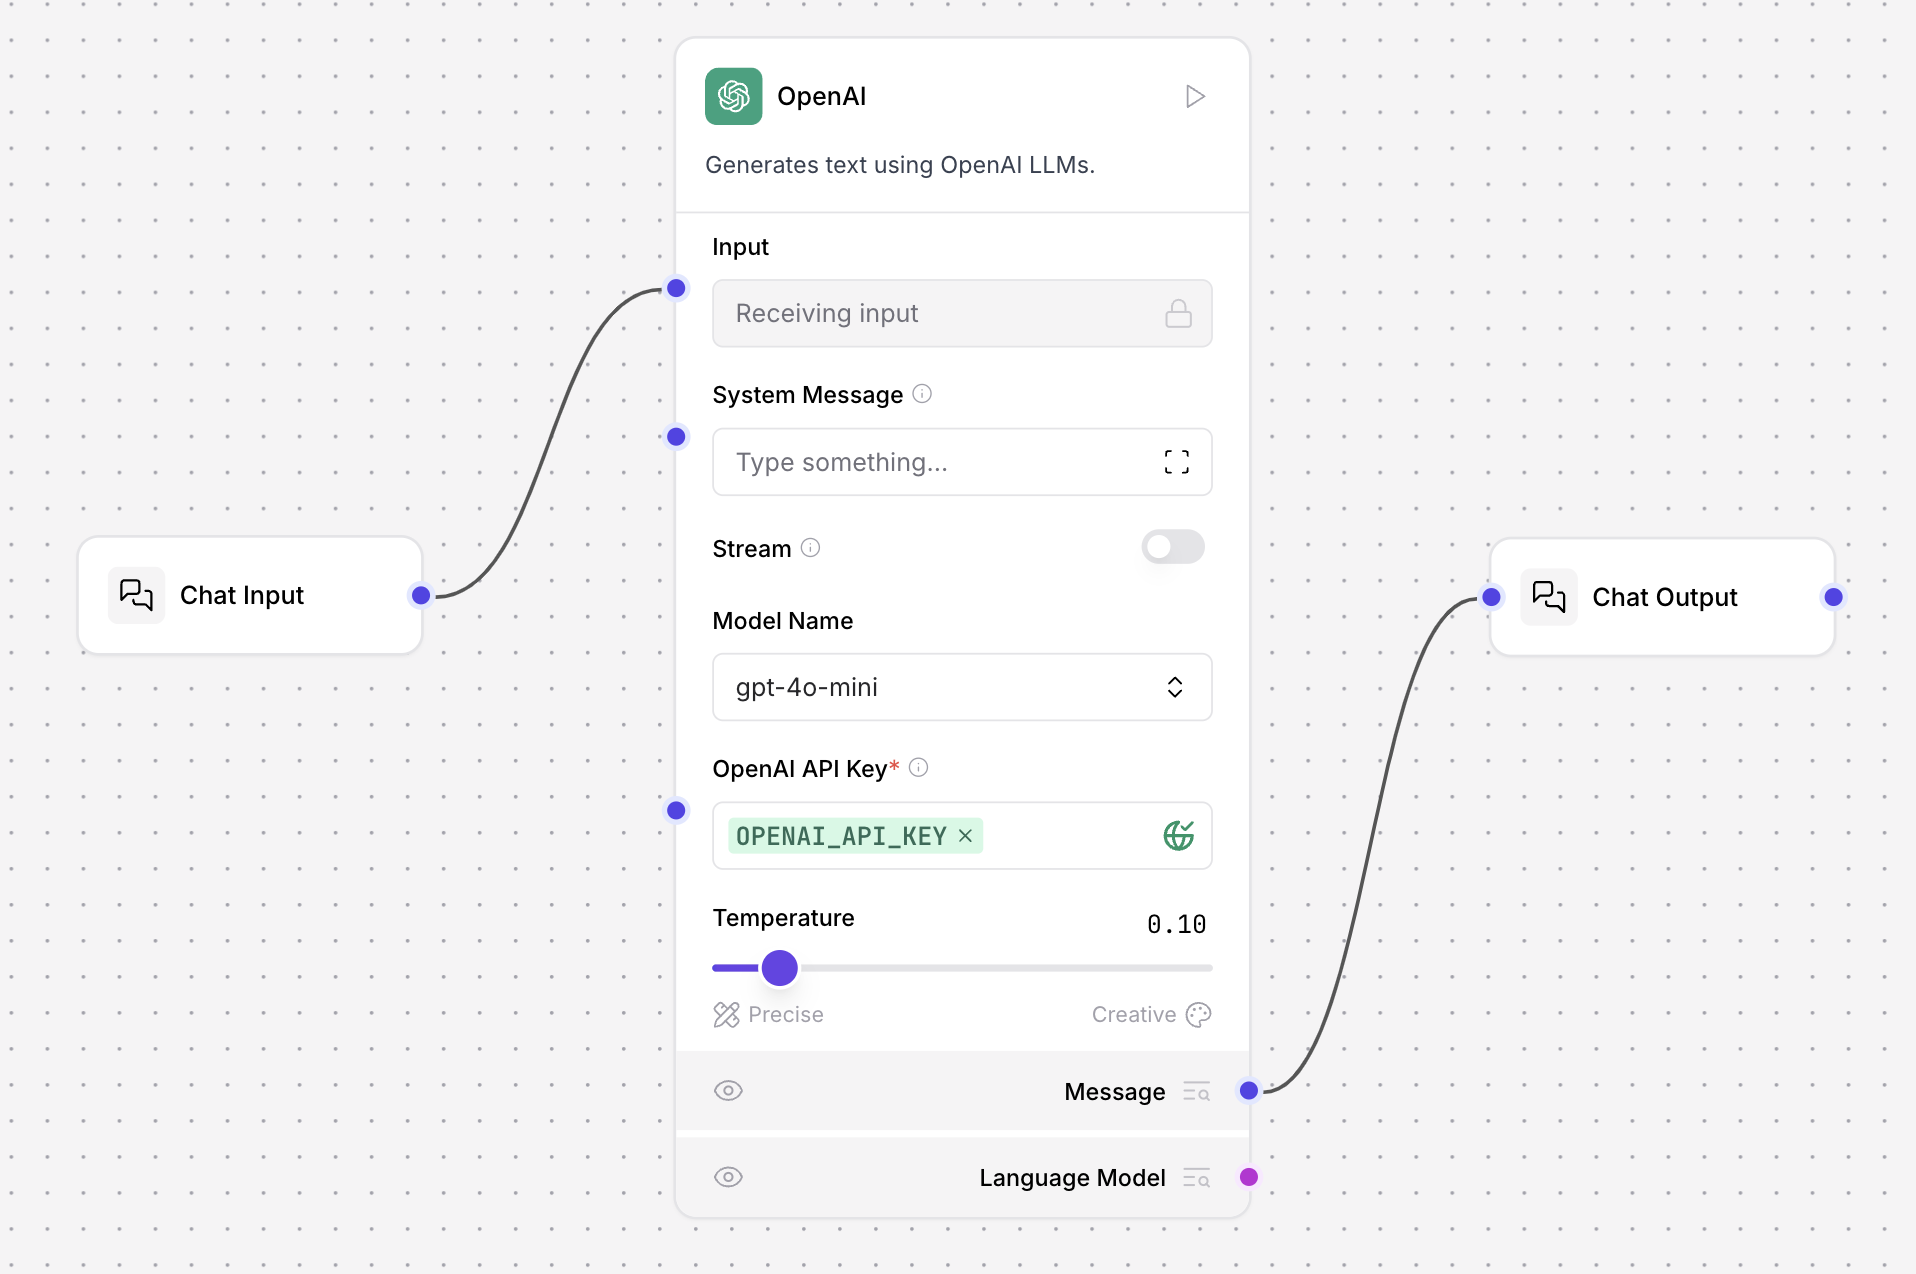 OpenAI
Generates text using OpenAI LLMs.
Input
Receiving input
System Message
Type something...
Stream
Chat Input
Chat Output
Model Name
gpt-4o-mini
OpenAI API Key*
OPENAI_API_KEY
Temperature
0.10
Precise
Creative
Message
Language Model